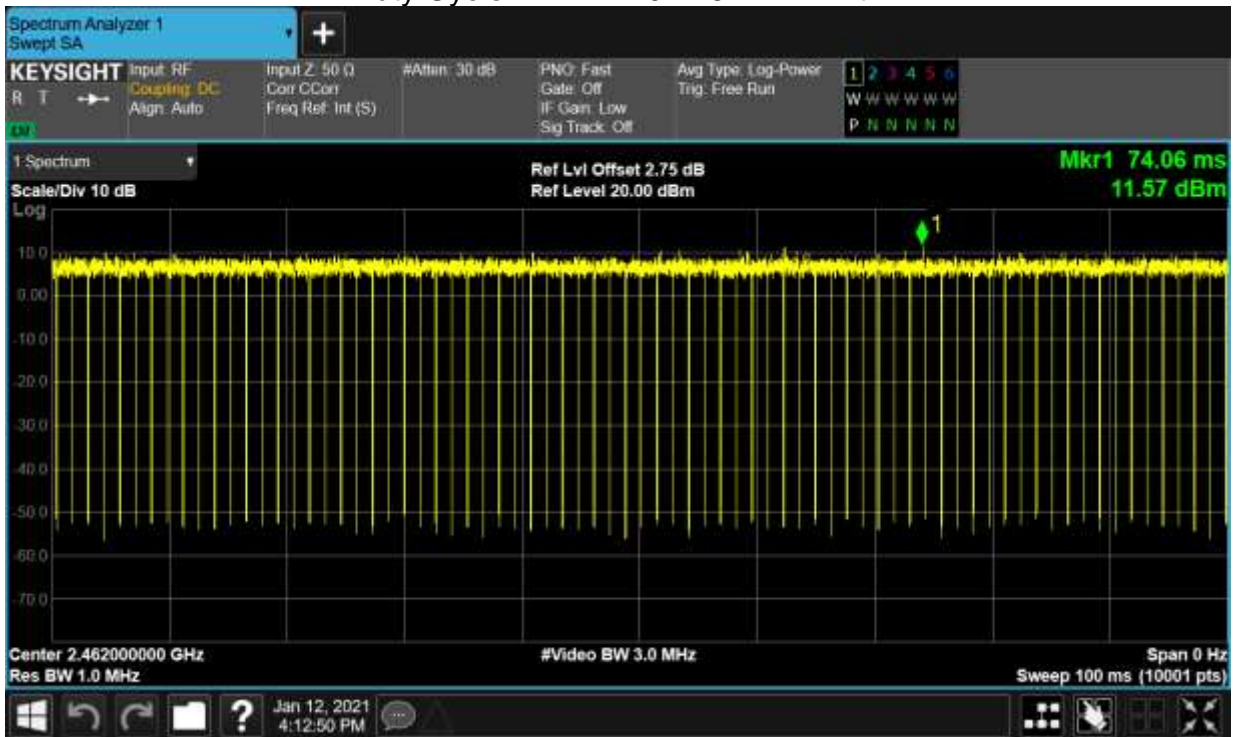 Spectrum Analyzer 1
Swept SA
+
KEYSIGHT
R T
Input: RF
Coupling: DC
Align: Auto
Input Z: 50 Ω
Corr CCorr
Freq Ref: Int (S)
#Atten: 30 dB
PNO: Fast
Gate: Off
IF Gain: Low
Sig Track: Off
Avg Type: Log-Power
Trig: Free Run
1 2 3 4 5 6
W W W W W W
P N N N N N
1 Spectrum
Scale/Div 10 dB
Log
Ref Lvl Offset 2.75 dB
Ref Level 20.00 dBm
Mkr1 74.06 ms
11.57 dBm
1
10.0
0.00
-10.0
-20.0
-30.0
-40.0
-50.0
-60.0
-70.0
Center 2.462000000 GHz
Res BW 1.0 MHz
#Video BW 3.0 MHz
Span 0 Hz
Sweep 100 ms (10001 pts)
?
Jan 12, 2021
4:12:50 PM